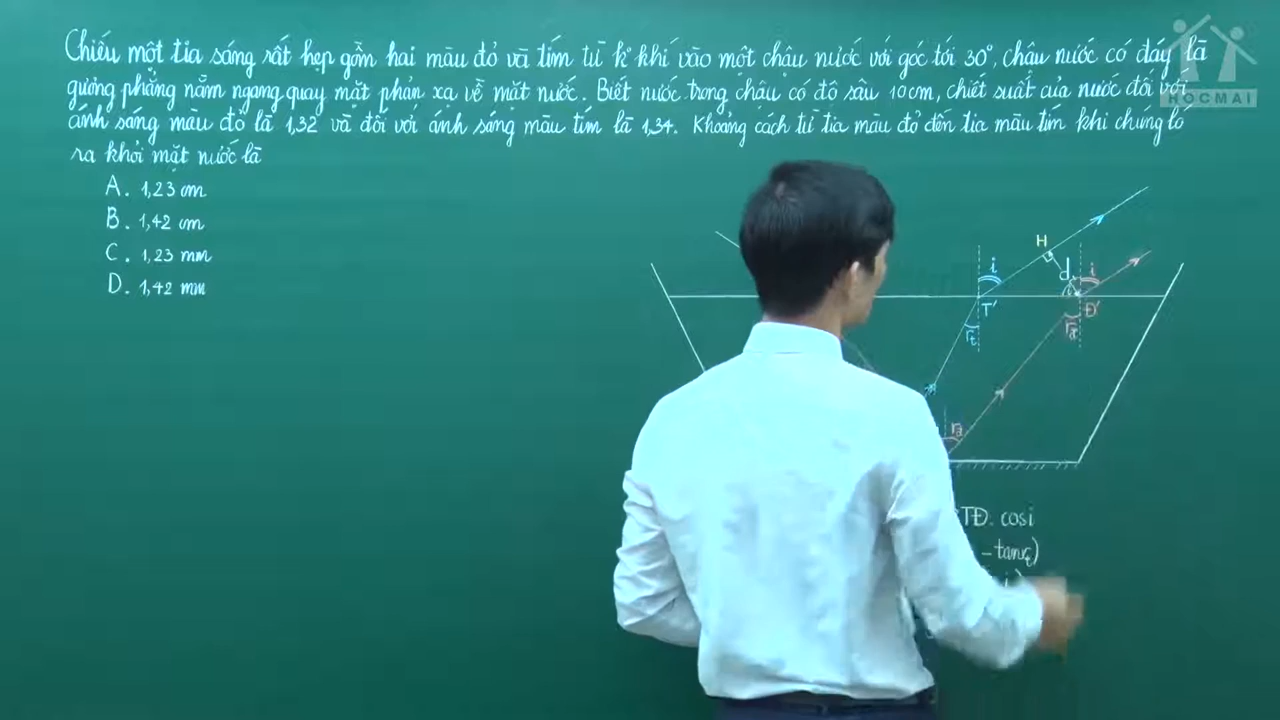 Chiếu một tia sáng rất hẹp gồm hai màu đỏ và tím từ k² khí vào một chậu nước với góc tới 30°, chậu nước có đáy là
gương phẳng nằm ngang quay mặt phản xạ về mặt nước. Biết nước trong chậu có độ sâu 10cm, chiết suất của nước đối với
ánh sáng màu đỏ là 1,32 và đối với ánh sáng màu tím là 1,34. Khoảng cách từ tia màu đỏ đến tia màu tím khi chúng ló
ra khỏi mặt nước là
A. 1,23 cm
B. 1,42 cm
C. 1,23 mm
D. 1,42 mm
HOCMAI
H
i
d
i
T'
Đ'
rt
rđ
rđ
TĐ. cosi
- tanrt)